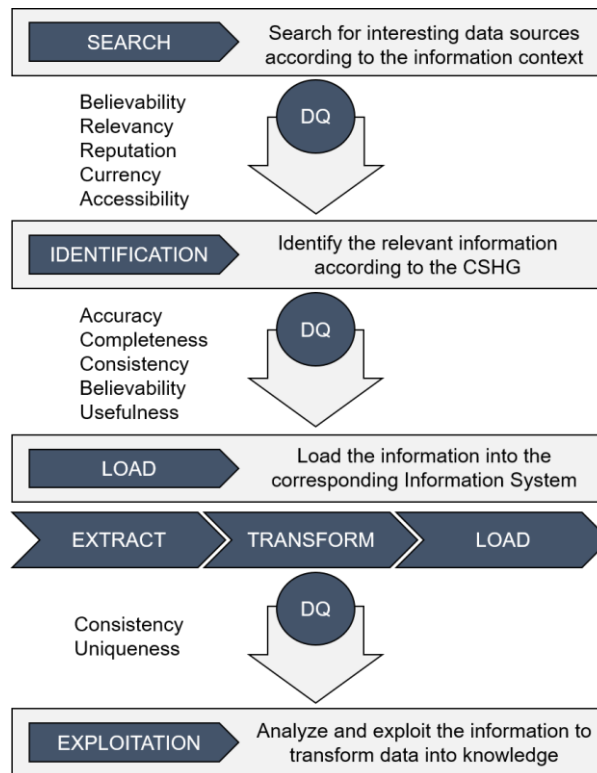 SEARCH
Search for interesting data sources
according to the information context
Believability
Relevancy
Reputation
Currency
Accessibility
DQ
IDENTIFICATION
Identify the relevant information
according to the CSHG
Accuracy
Completeness
Consistency
Believability
Usefulness
DQ
LOAD
Load the information into the
corresponding Information System
EXTRACT
TRANSFORM
LOAD
Consistency
Uniqueness
DQ
EXPLOITATION
Analyze and exploit the information to
transform data into knowledge